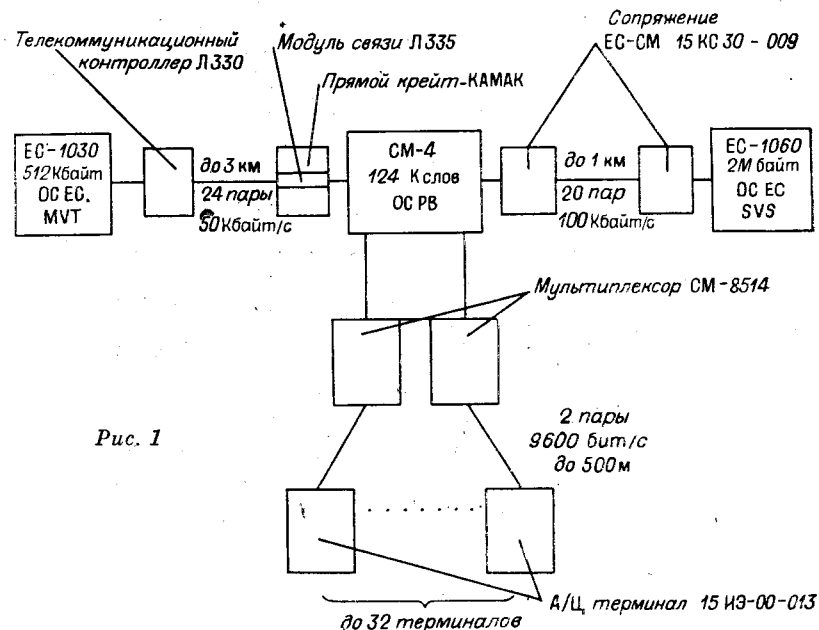 Телекоммуникационный
контроллер Л330
Модуль связи Л335
Прямой крейт-КАМАК
Сопряжение
ЕС-СМ 15 КС 30 - 009
ЕС-1030
512Кбайт
ОС ЕС.
MVT
до 3 км
24 пары
50 Кбайт/с
СМ-4
124 К слов
ОС РВ
до 1 км
20 пар
100 Кбайт/с
ЕС-1060
2М байт
ОС ЕС
SVS
Мультиплексор СМ-8514
Рис. 1
2 пары
9600 бит/с
до 500 м
А/Ц терминал 15 ИЭ-00-013
до 32 терминалов